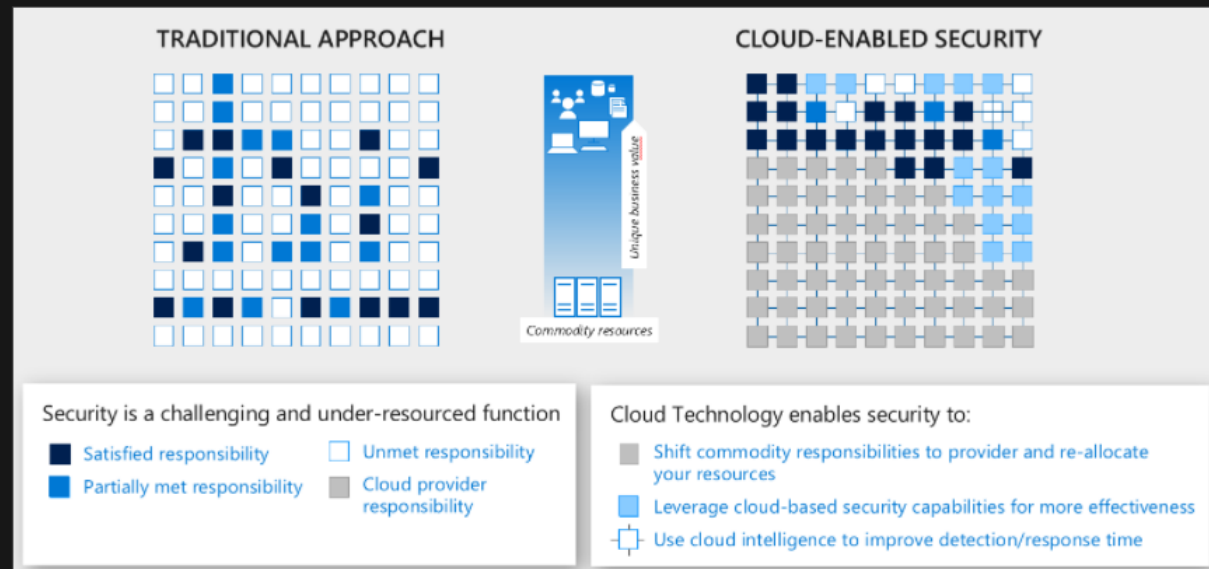 TRADITIONAL APPROACH
CLOUD-ENABLED SECURITY
Unique business value
Commodity resources
Security is a challenging and under-resourced function
Satisfied responsibility
Unmet responsibility
Partially met responsibility
Cloud provider
responsibility
Cloud Technology enables security to:
Shift commodity responsibilities to provider and re-allocate
your resources
Leverage cloud-based security capabilities for more effectiveness
Use cloud intelligence to improve detection/response time